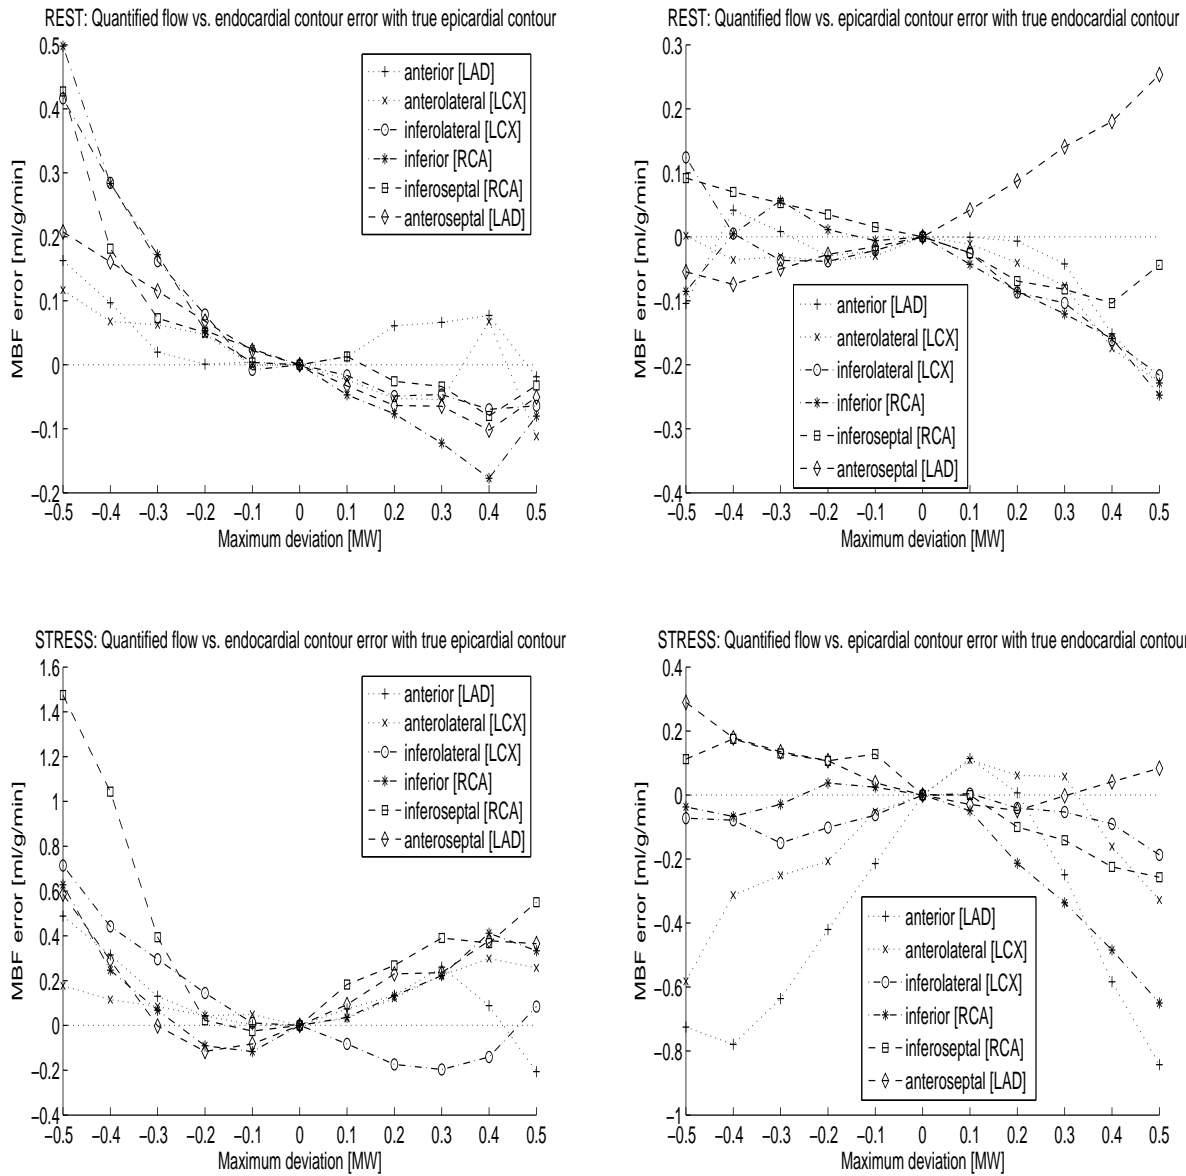 REST: Quantified flow vs. endocardial contour error with true epicardial contour
0.5
0.4
0.3
0.2
0.1
0
−0.1
−0.2
MBF error [ml/g/min]
anterior [LAD]
anterolateral [LCX]
inferolateral [LCX]
inferior [RCA]
inferoseptal [RCA]
anteroseptal [LAD]
−0.5 −0.4 −0.3 −0.2 −0.1 0 0.1 0.2 0.3 0.4 0.5
Maximum deviation [MW]
REST: Quantified flow vs. epicardial contour error with true endocardial contour
0.3
0.2
0.1
0
−0.1
−0.2
−0.3
−0.4
MBF error [ml/g/min]
anterior [LAD]
anterolateral [LCX]
inferolateral [LCX]
inferior [RCA]
inferoseptal [RCA]
anteroseptal [LAD]
−0.5 −0.4 −0.3 −0.2 −0.1 0 0.1 0.2 0.3 0.4 0.5
Maximum deviation [MW]
STRESS: Quantified flow vs. endocardial contour error with true epicardial contour
1.6
1.4
1.2
1
0.8
0.6
0.4
0.2
0
−0.2
−0.4
MBF error [ml/g/min]
anterior [LAD]
anterolateral [LCX]
inferolateral [LCX]
inferior [RCA]
inferoseptal [RCA]
anteroseptal [LAD]
−0.5 −0.4 −0.3 −0.2 −0.1 0 0.1 0.2 0.3 0.4 0.5
Maximum deviation [MW]
STRESS: Quantified flow vs. epicardial contour error with true endocardial contour
0.4
0.2
0
−0.2
−0.4
−0.6
−0.8
−1
MBF error [ml/g/min]
anterior [LAD]
anterolateral [LCX]
inferolateral [LCX]
inferior [RCA]
inferoseptal [RCA]
anteroseptal [LAD]
−0.5 −0.4 −0.3 −0.2 −0.1 0 0.1 0.2 0.3 0.4 0.5
Maximum deviation [MW]